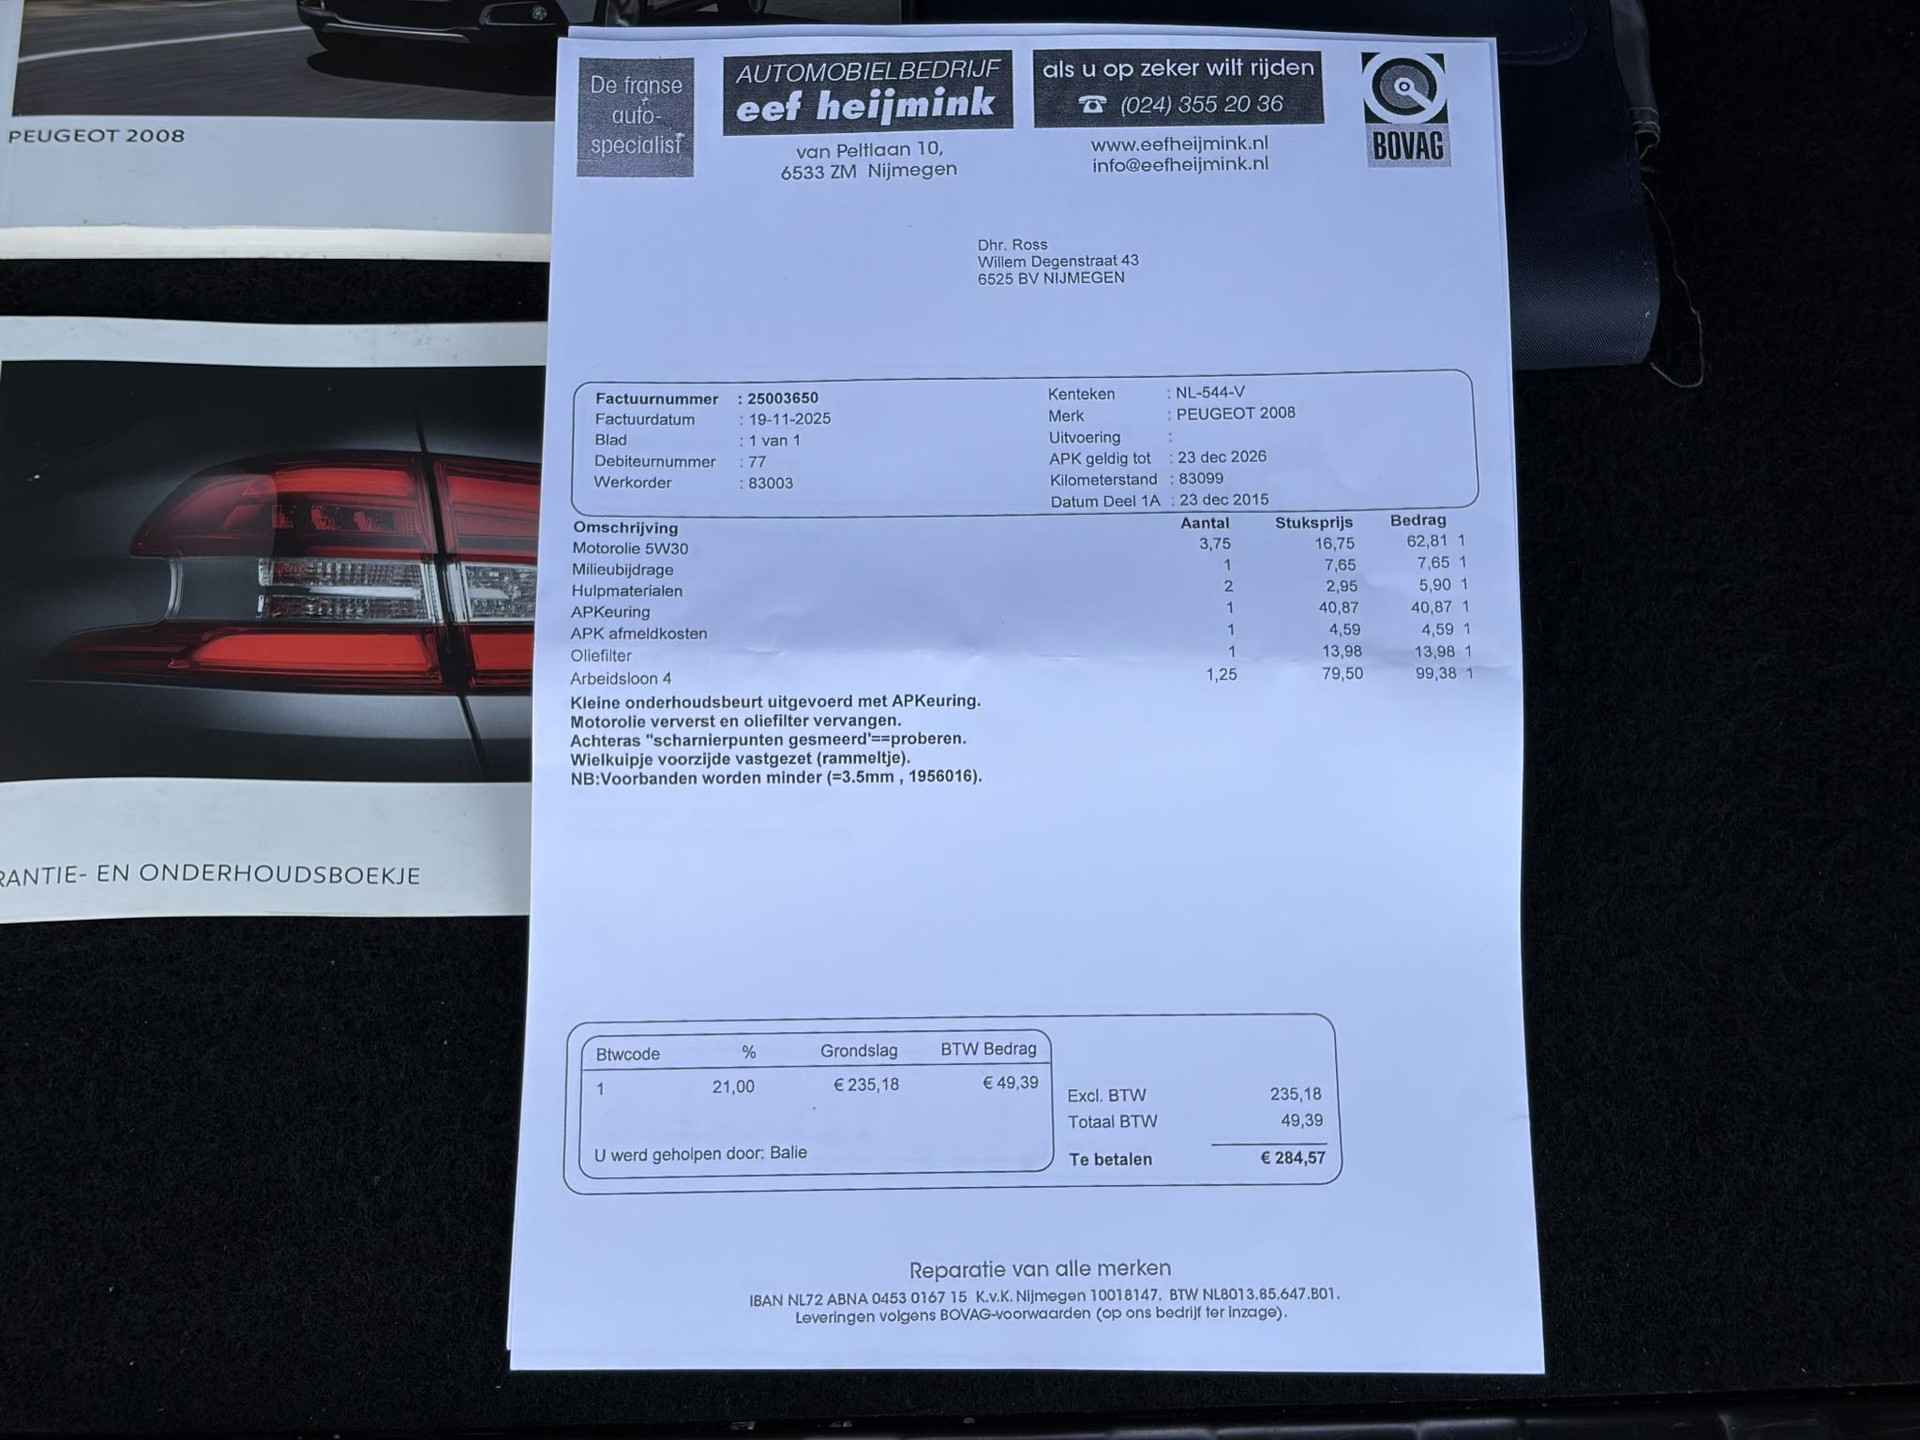 PEUGEOT 2008
RANTIE- EN ONDERHOUDSBOEKJE
De franse
auto-
specialist
AUTOMOBIELBEDRIJF
eef heijmink
van Peltlaan 10,
6533 ZM Nijmegen
als u op zeker wilt rijden
☎ (024) 355 20 36
www.eefheijmink.nl
info@eefheijmink.nl
BOVAG
Dhr. Ross
Willem Degenstraat 43
6525 BV NIJMEGEN
Factuurnummer : 25003650
Factuurdatum : 19-11-2025
Blad : 1 van 1
Debiteurnummer : 77
Werkorder : 83003
Kenteken : NL-544-V
Merk : PEUGEOT 2008
Uitvoering :
APK geldig tot : 23 dec 2026
Kilometerstand : 83099
Datum Deel 1A : 23 dec 2015
Omschrijving Aantal Stuksprijs Bedrag
Motorolie 5W30 3,75 16,75 62,81 1
Milieubijdrage 1 7,65 7,65 1
Hulpmaterialen 2 2,95 5,90 1
APKeuring 1 40,87 40,87 1
APK afmeldkosten 1 4,59 4,59 1
Oliefilter 1 13,98 13,98 1
Arbeidsloon 4 1,25 79,50 99,38 1
Kleine onderhoudsbeurt uitgevoerd met APKeuring.
Motorolie ververst en oliefilter vervangen.
Achteras "scharnierpunten gesmeerd'==proberen.
Wielkuipje voorzijde vastgezet (rammeltje).
NB:Voorbanden worden minder (=3.5mm , 1956016).
Btwcode % Grondslag BTW Bedrag
1 21,00 € 235,18 € 49,39
U werd geholpen door: Balie
Excl. BTW 235,18
Totaal BTW 49,39
Te betalen € 284,57
Reparatie van alle merken
IBAN NL72 ABNA 0453 0167 15 K.v.K. Nijmegen 10018147. BTW NL8013.85.647.B01.
Leveringen volgens BOVAG-voorwaarden (op ons bedrijf ter inzage).